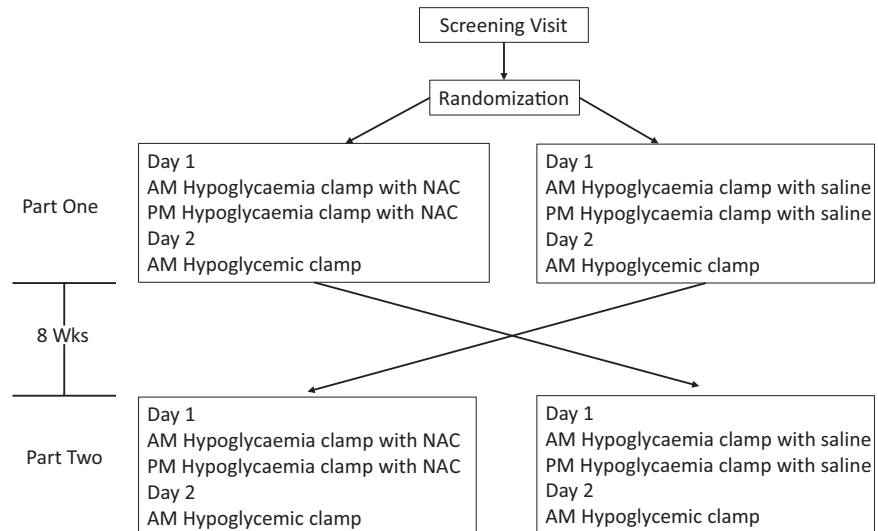 Screening Visit
Randomization
Part One
Day 1
AM Hypoglycaemia clamp with NAC
PM Hypoglycaemia clamp with NAC
Day 2
AM Hypoglycemic clamp
Day 1
AM Hypoglycaemia clamp with saline
PM Hypoglycaemia clamp with saline
Day 2
AM Hypoglycemic clamp
8 Wks
Part Two
Day 1
AM Hypoglycaemia clamp with NAC
PM Hypoglycaemia clamp with NAC
Day 2
AM Hypoglycemic clamp
Day 1
AM Hypoglycaemia clamp with saline
PM Hypoglycaemia clamp with saline
Day 2
AM Hypoglycemic clamp